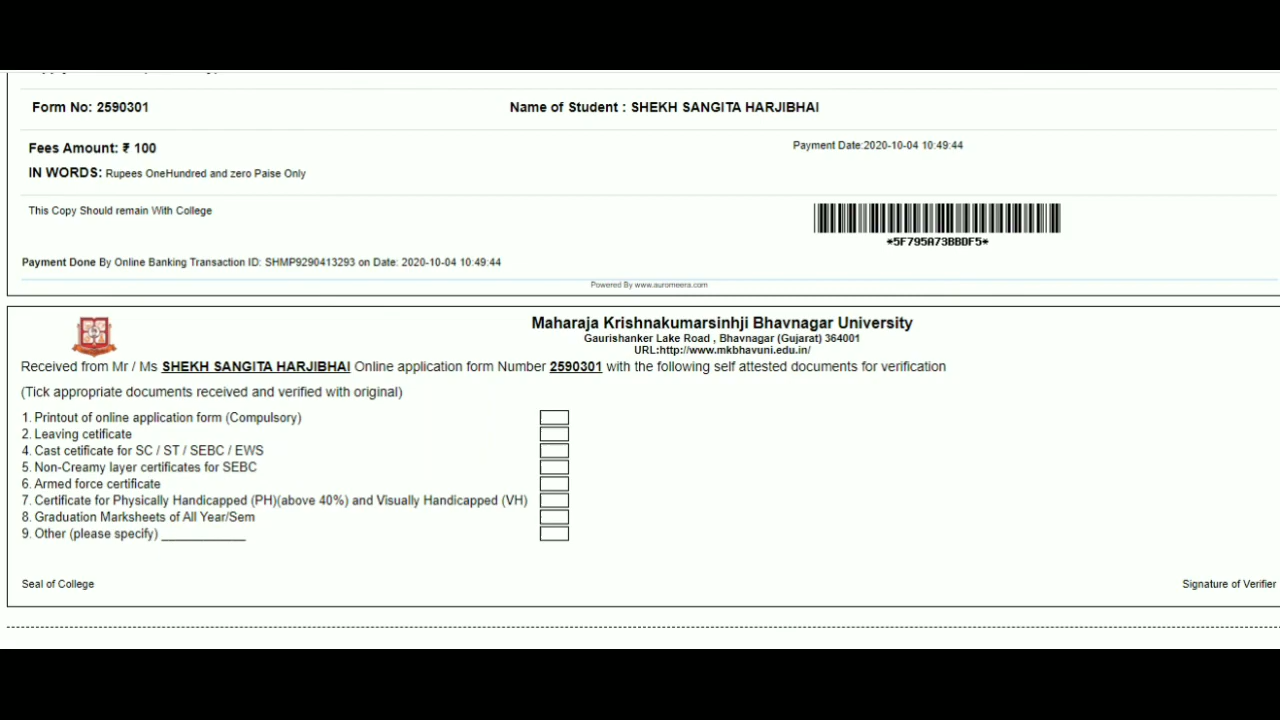 Form No: 2590301 Name of Student : SHEKH SANGITA HARJIBHAI
Fees Amount: ₹ 100 Payment Date:2020-10-04 10:49:44
IN WORDS: Rupees OneHundred and zero Paise Only
This Copy Should remain With College
*5F795A73BBDF5*
Payment Done By Online Banking Transaction ID: SHMP9290413293 on Date: 2020-10-04 10:49:44
Powered By www.auromeera.com
Maharaja Krishnakumarsinhji Bhavnagar University
Gaurishanker Lake Road , Bhavnagar (Gujarat) 364001
URL:http://www.mkbhavuni.edu.in/
Received from Mr / Ms SHEKH SANGITA HARJIBHAI Online application form Number 2590301 with the following self attested documents for verification
(Tick appropriate documents received and verified with original)
1. Printout of online application form (Compulsory)
2. Leaving cetificate
4. Cast cetificate for SC / ST / SEBC / EWS
5. Non-Creamy layer certificates for SEBC
6. Armed force certificate
7. Certificate for Physically Handicapped (PH)(above 40%) and Visually Handicapped (VH)
8. Graduation Marksheets of All Year/Sem
9. Other (please specify) ____________
Seal of College Signature of Verifier